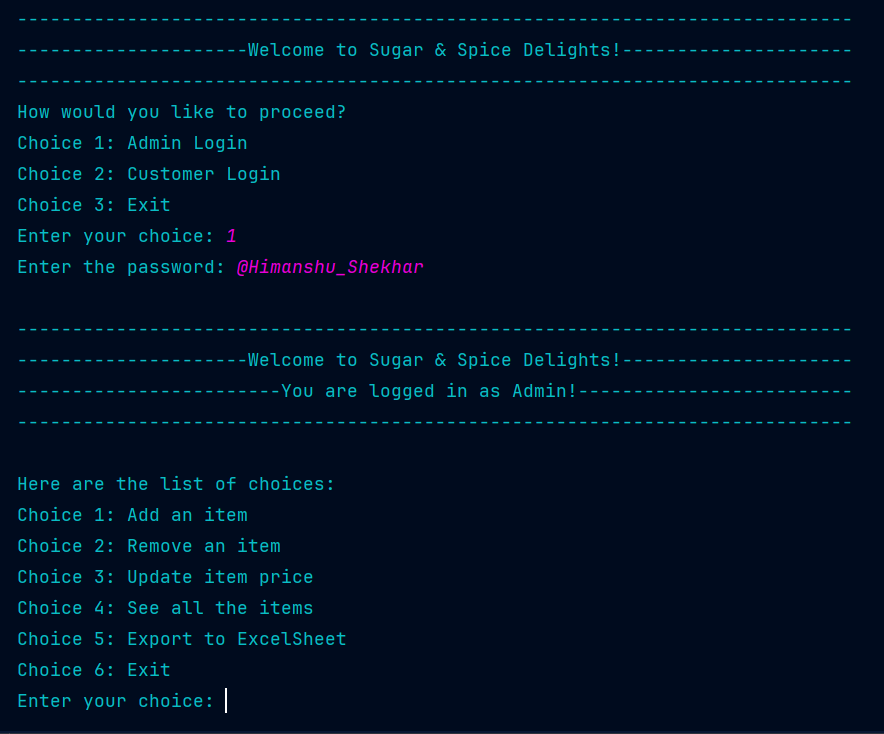 ----------------------------------------------------------------------------
---------------------Welcome to Sugar & Spice Delights!---------------------
----------------------------------------------------------------------------
How would you like to proceed?
Choice 1: Admin Login
Choice 2: Customer Login
Choice 3: Exit
Enter your choice: 1
Enter the password: @Himanshu_Shekhar
----------------------------------------------------------------------------
---------------------Welcome to Sugar & Spice Delights!---------------------
------------------------You are logged in as Admin!-------------------------
----------------------------------------------------------------------------
Here are the list of choices:
Choice 1: Add an item
Choice 2: Remove an item
Choice 3: Update item price
Choice 4: See all the items
Choice 5: Export to ExcelSheet
Choice 6: Exit
Enter your choice: